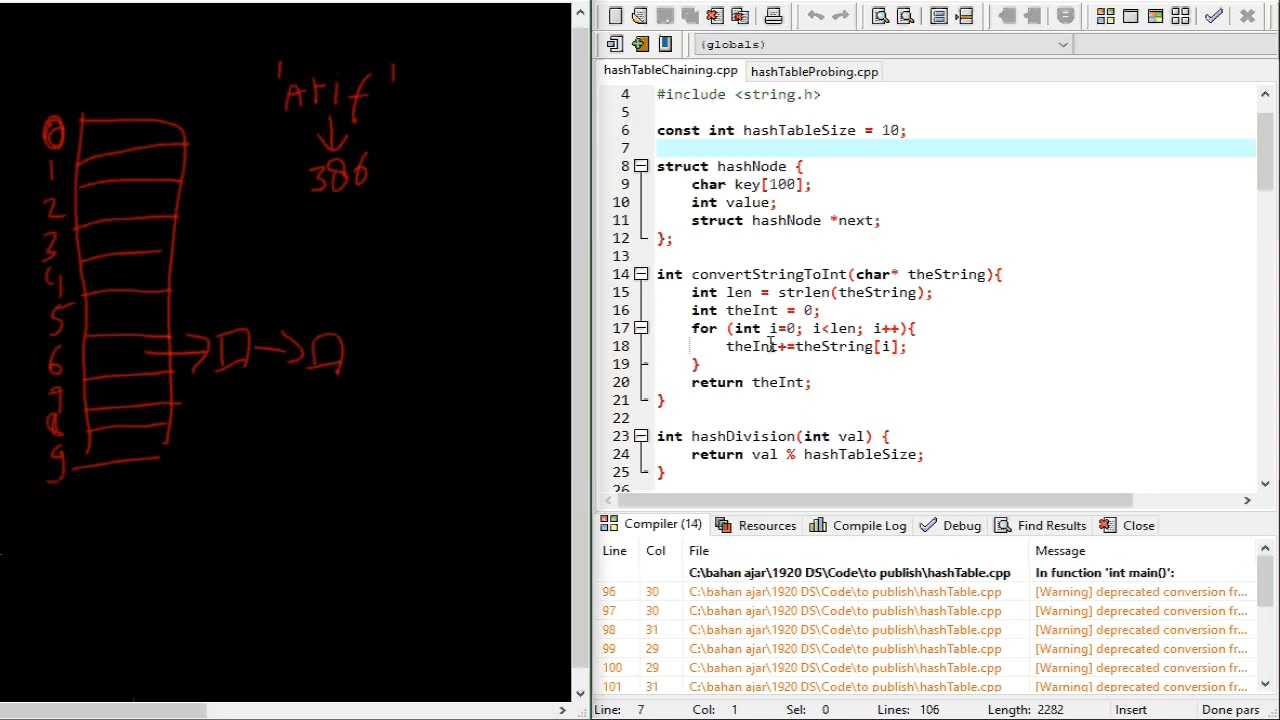 'Arif'
386
0
1
2
3
4
5
6
7
8
9
(globals)
hashTableChaining.cpp hashTableProbing.cpp
4 #include <string.h>
5
6 const int hashTableSize = 10;
7
8 struct hashNode {
9 char key[100];
10 int value;
11 struct hashNode *next;
12 };
13
14 int convertStringToInt(char* theString){
15 int len = strlen(theString);
16 int theInt = 0;
17 for (int i=0; i<len; i++){
18 theInt+=theString[i];
19 }
20 return theInt;
21 }
22
23 int hashDivision(int val) {
24 return val % hashTableSize;
25 }
26
Compiler (14) Resources Compile Log Debug Find Results Close
Line Col File Message
C:\bahan ajar\1920 DS\Code\to publish\hashTable.cpp In function 'int main()':
96 30 C:\bahan ajar\1920 DS\Code\to publish\hashTable.cpp [Warning] deprecated conversion fr...
97 30 C:\bahan ajar\1920 DS\Code\to publish\hashTable.cpp [Warning] deprecated conversion fr...
98 31 C:\bahan ajar\1920 DS\Code\to publish\hashTable.cpp [Warning] deprecated conversion fr...
99 29 C:\bahan ajar\1920 DS\Code\to publish\hashTable.cpp [Warning] deprecated conversion fr...
100 29 C:\bahan ajar\1920 DS\Code\to publish\hashTable.cpp [Warning] deprecated conversion fr...
101 31 C:\bahan ajar\1920 DS\Code\to publish\hashTable.cpp [Warning] deprecated conversion fr...
Line: 7 Col: 1 Sel: 0 Lines: 106 Length: 2282 Insert Done pars